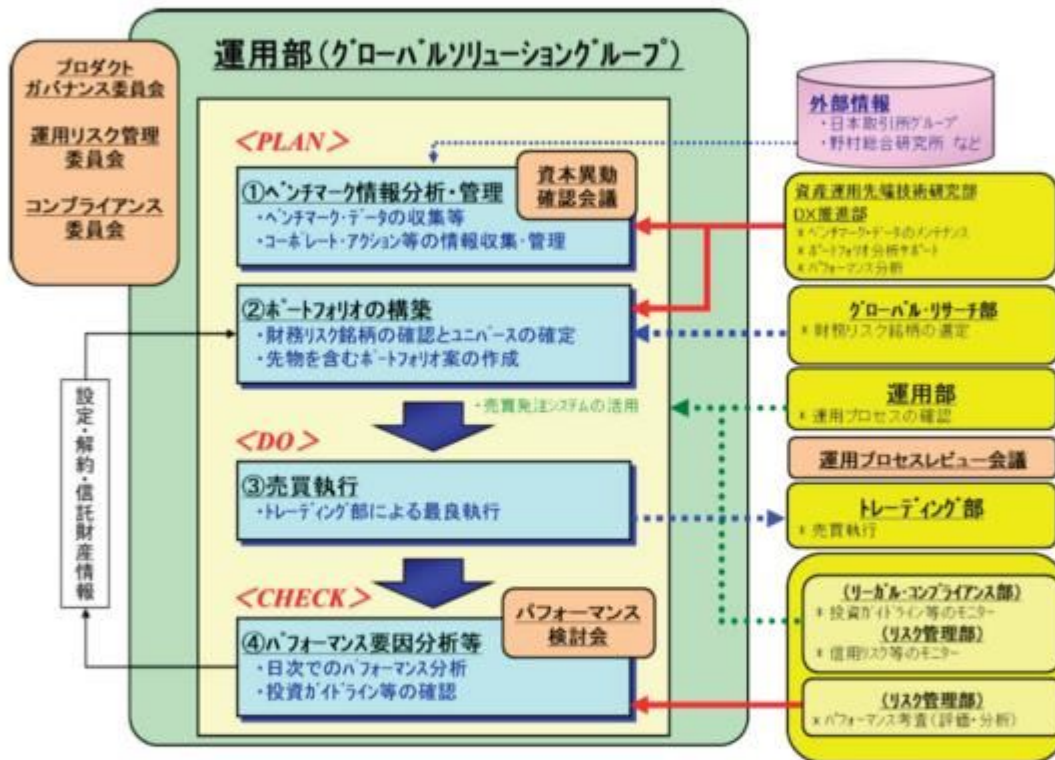 運用部(グローバルソリューショングループ)
プロダクト
ガバナンス委員会
運用リスク管理
委員会
コンプライアンス
委員会
<PLAN>
①ベンチマーク情報分析・管理
・ベンチマーク・データの収集等
・コーポレート・アクション等の情報収集・管理
資本異動
確認会議
②ポートフォリオの構築
・財務リスク銘柄の確認とユニバースの確定
・先物を含むポートフォリオ案の作成
・売買発注システムの活用
<DO>
③売買執行
・トレーディング部による最良執行
<CHECK>
④パフォーマンス要因分析等
・日次でのパフォーマンス分析
・投資ガイドライン等の確認
パフォーマンス
検討会
設定・解約・信託財産情報
外部情報
・日本取引所グループ
・野村総合研究所 など
資産運用先端技術研究部
DX推進部
* ベンチマーク・データのメンテナンス
* ポートフォリオ分析サポート
* パフォーマンス分析
グローバル・リサーチ部
* 財務リスク銘柄の選定
運用部
* 運用プロセスの確認
運用プロセスレビュー会議
トレーディング部
* 売買執行
(リーガル・コンプライアンス部)
* 投資ガイドライン等のモニター
(リスク管理部)
* 信用リスク等のモニター
(リスク管理部)
* パフォーマンス考査(評価・分析)